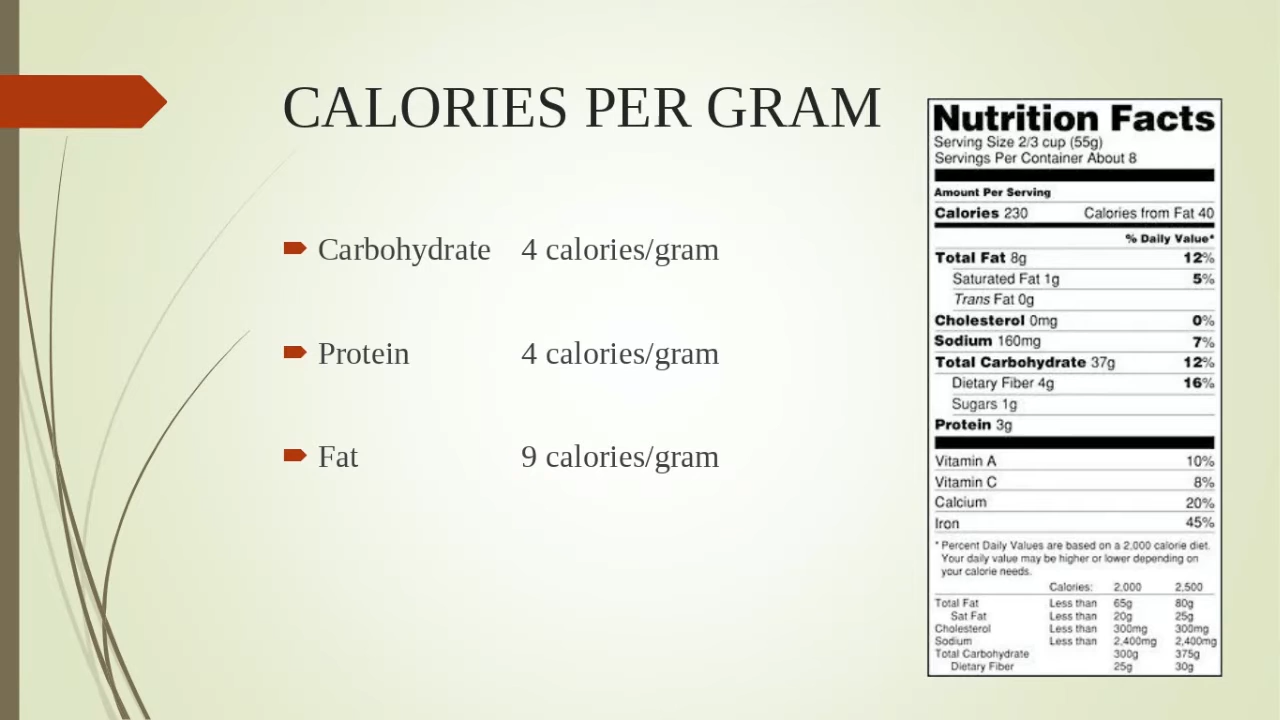 CALORIES PER GRAM
Carbohydrate 4 calories/gram
Protein 4 calories/gram
Fat 9 calories/gram
Nutrition Facts
Serving Size 2/3 cup (55g)
Servings Per Container About 8
Amount Per Serving
Calories 230 Calories from Fat 40
% Daily Value*
Total Fat 8g 12%
Saturated Fat 1g 5%
Trans Fat 0g
Cholesterol 0mg 0%
Sodium 160mg 7%
Total Carbohydrate 37g 12%
Dietary Fiber 4g 16%
Sugars 1g
Protein 3g
Vitamin A 10%
Vitamin C 8%
Calcium 20%
Iron 45%
* Percent Daily Values are based on a 2,000 calorie diet.
Your daily value may be higher or lower depending on
your calorie needs.
Calories: 2,000 2,500
Total Fat Less than 65g 80g
Sat Fat Less than 20g 25g
Cholesterol Less than 300mg 300mg
Sodium Less than 2,400mg 2,400mg
Total Carbohydrate 300g 375g
Dietary Fiber 25g 30g